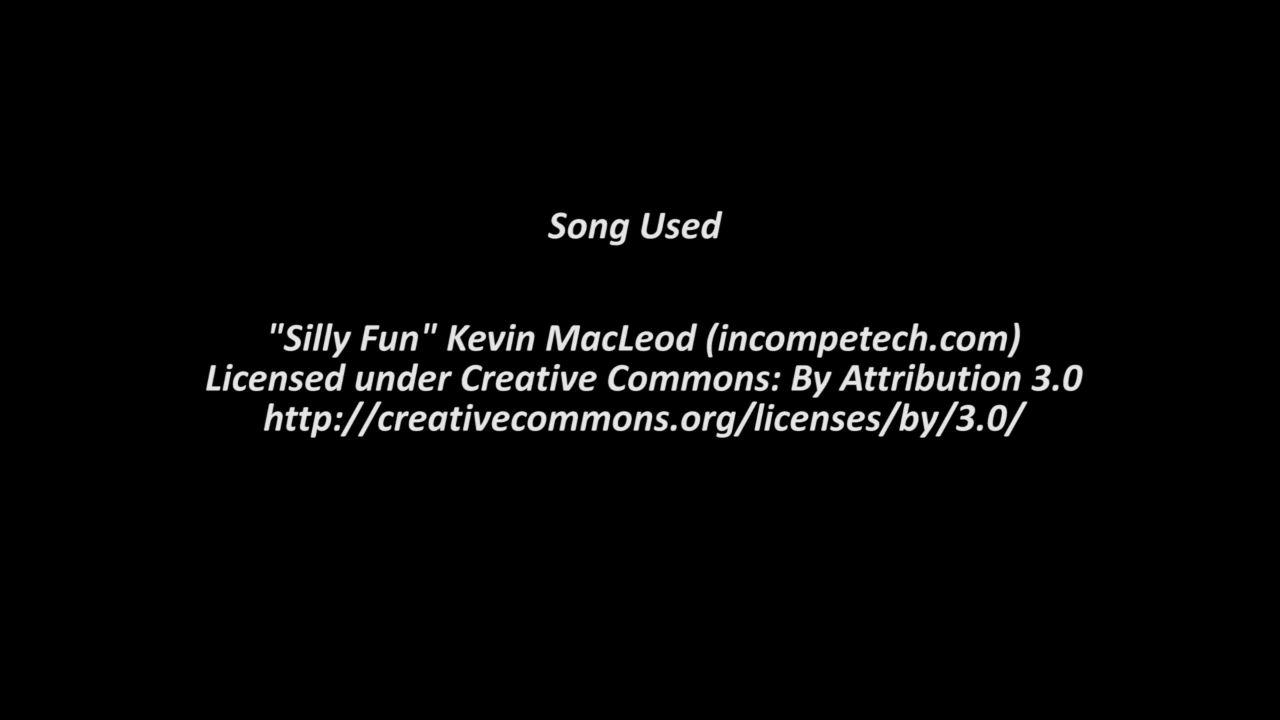 Song Used
"Silly Fun" Kevin MacLeod (incompetech.com)
Licensed under Creative Commons: By Attribution 3.0
http://creativecommons.org/licenses/by/3.0/